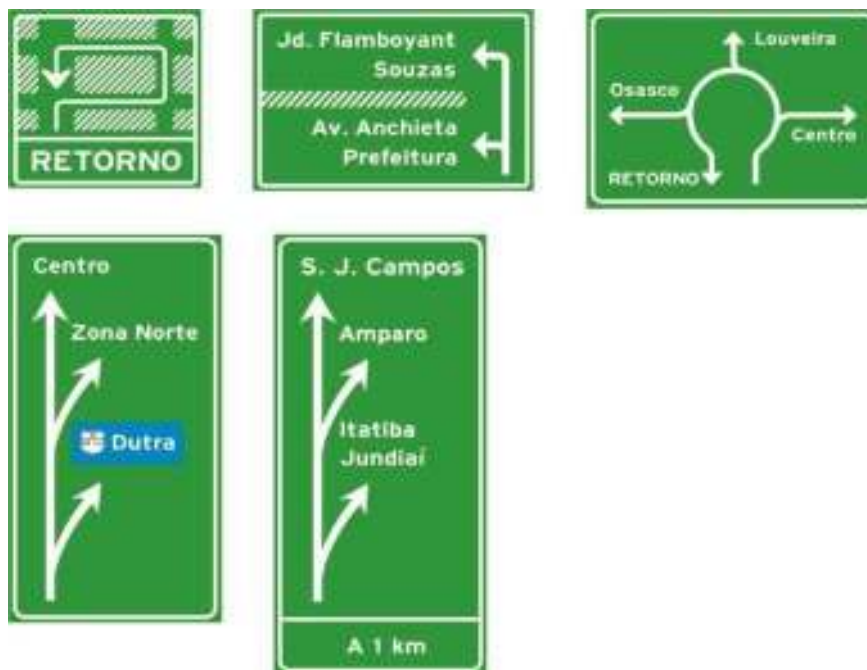 RETORNO
Jd. Flamboyant
Souzas
Av. Anchieta
Prefeitura
Louveira
Osasco
Centro
RETORNO
Centro
Zona Norte
Dutra
S. J. Campos
Amparo
Itatiba
Jundiaí
A 1 km